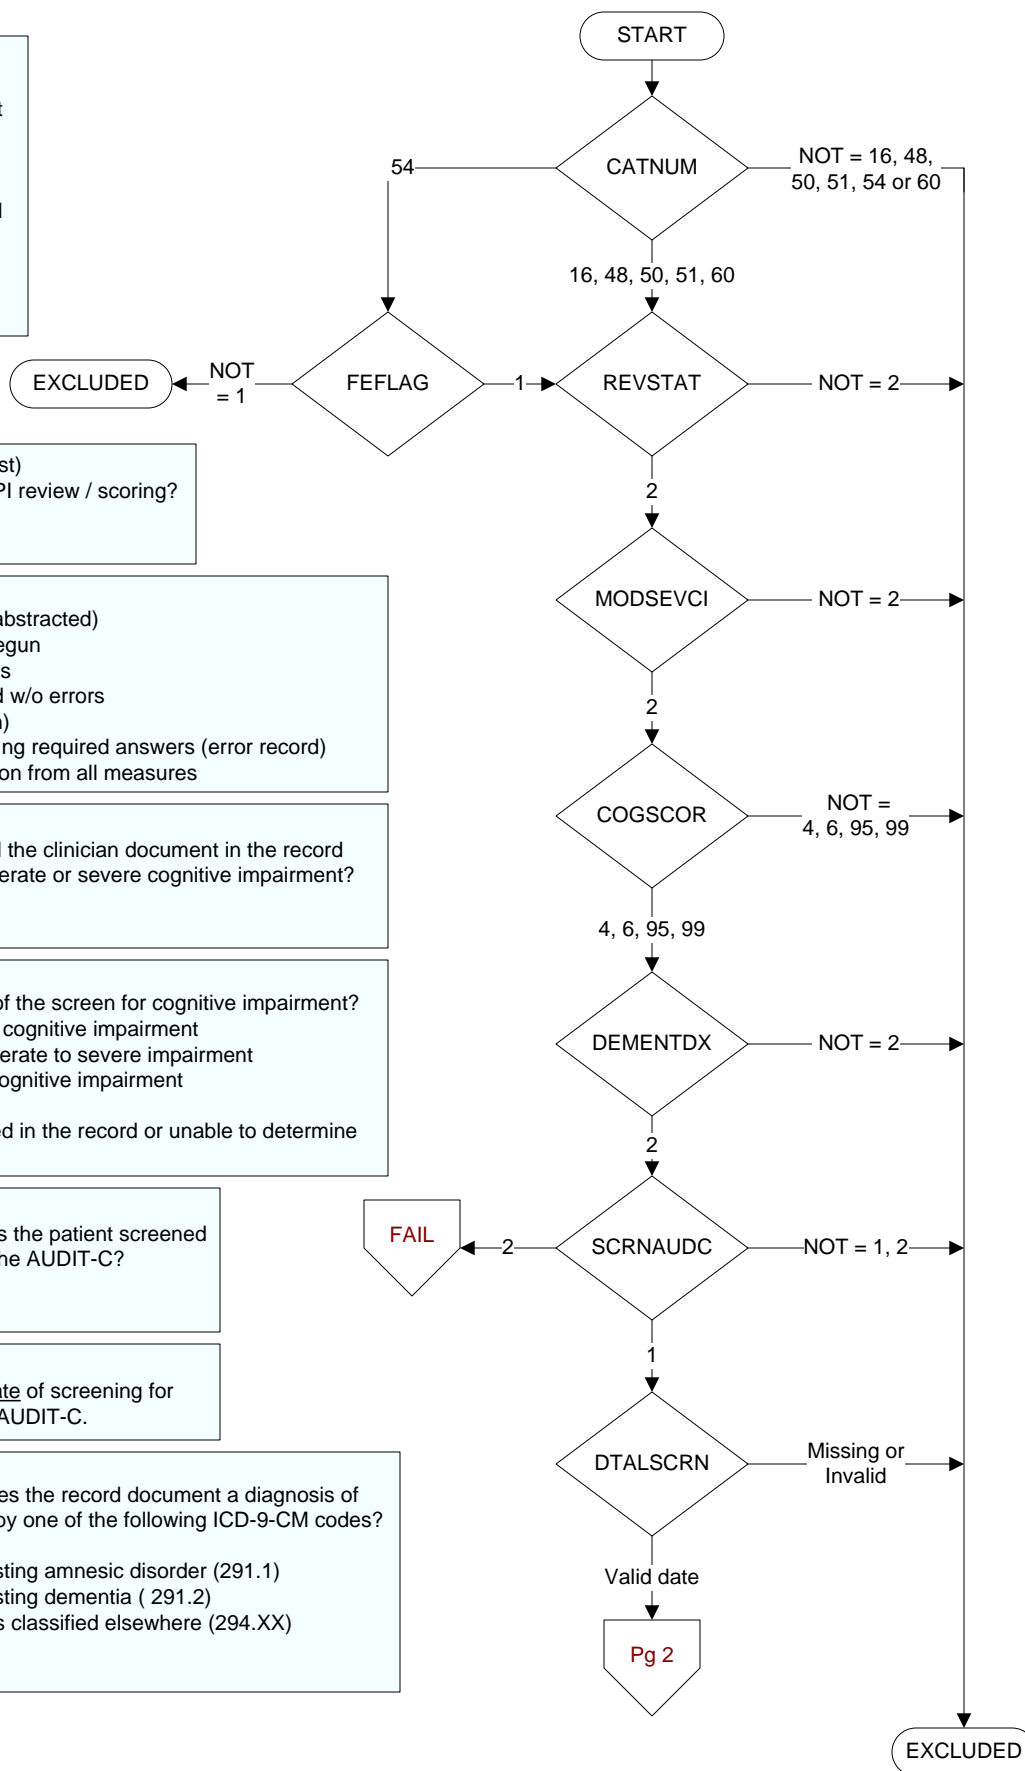 START
t
CATNUM
NOT = 16, 48,
50, 51, 54 or 60
54
16, 48, 50, 51, 60
EXCLUDED
NOT
= 1
FEFLAG
1
REVSTAT
NOT = 2
st)
PI review / scoring?
2
abstracted)
egun
s
d w/o errors
n)
ng required answers (error record)
on from all measures
MODSEVCI
NOT = 2
2
d the clinician document in the record
erate or severe cognitive impairment?
COGSCOR
NOT =
4, 6, 95, 99
4, 6, 95, 99
of the screen for cognitive impairment?
cognitive impairment
erate to severe impairment
cognitive impairment
ed in the record or unable to determine
DEMENTDX
NOT = 2
2
s the patient screened
he AUDIT-C?
FAIL
2
SCRNAUDC
NOT = 1, 2
1
ate of screening for
AUDIT-C.
DTALSCRN
Missing or
Invalid
es the record document a diagnosis of
by one of the following ICD-9-CM codes?
sting amnesic disorder (291.1)
sting dementia ( 291.2)
s classified elsewhere (294.XX)
Valid date
Pg 2
EXCLUDED